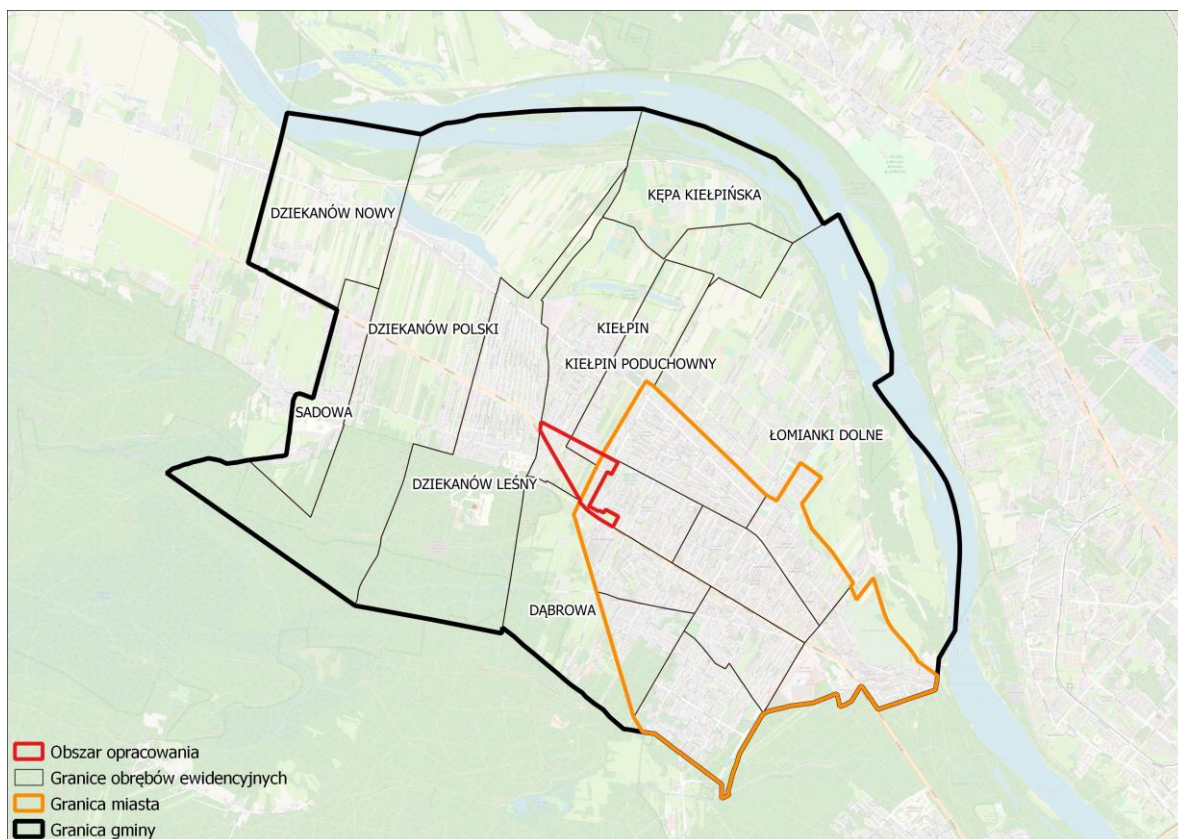 KĘPA KIEŁPIŃSKA
DZIEKANÓW NOWY
DZIEKANÓW POLSKI
KIEŁPIN
KIEŁPIN PODUCHOWNY
SADOWA
ŁOMIANKI DOLNE
DZIEKANÓW LEŚNY
DĄBROWA
Obszar opracowania
Granice obrębów ewidencyjnych
Granica miasta
Granica gminy